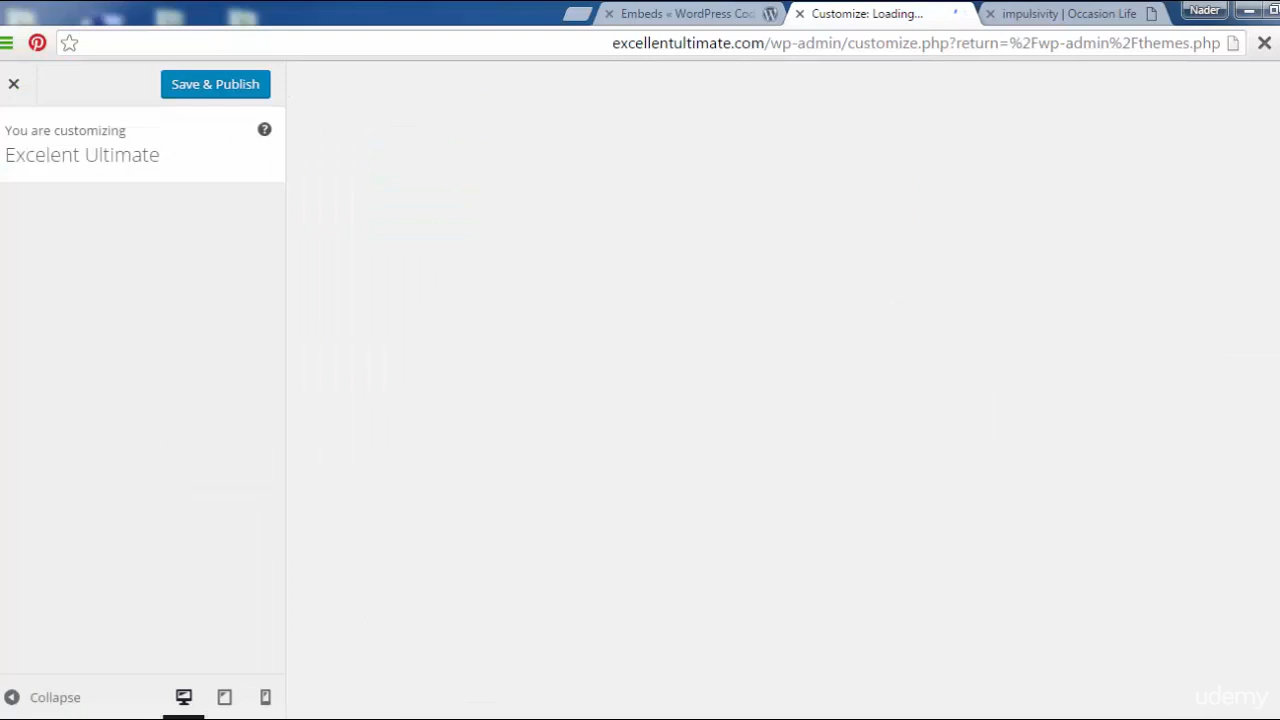 Embeds « WordPress Cod
Customize: Loading...
impulsivity | Occasion Life
Nader
excellentultimate.com/wp-admin/customize.php?return=%2Fwp-admin%2Fthemes.php
Save & Publish
You are customizing
Excelent Ultimate
Collapse
udemy